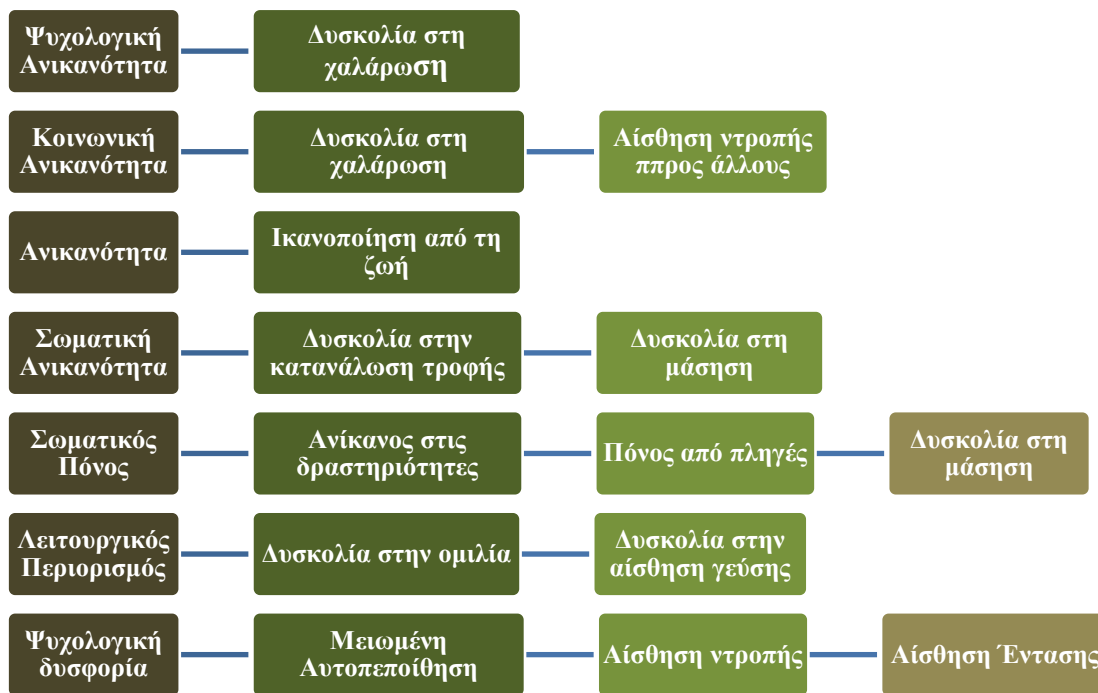 Ψυχολογική
Ανικανότητα
Δυσκολία στη
χαλάρωση
Κοινωνική
Ανικανότητα
Δυσκολία στη
χαλάρωση
Αίσθηση ντροπής
ππρος άλλους
Ανικανότητα
Ικανοποίηση από τη
ζωή
Σωματική
Ανικανότητα
Δυσκολία στην
κατανάλωση τροφής
Δυσκολία στη
μάσηση
Σωματικός
Πόνος
Ανίκανος στις
δραστηριότητες
Πόνος από πληγές
Δυσκολία στη
μάσηση
Λειτουργικός
Περιορισμός
Δυσκολία στην ομιλία
Δυσκολία στην
αίσθηση γεύσης
Ψυχολογική
δυσφορία
Μειωμένη
Αυτοπεποίθηση
Αίσθηση ντροπής
Αίσθηση Έντασης